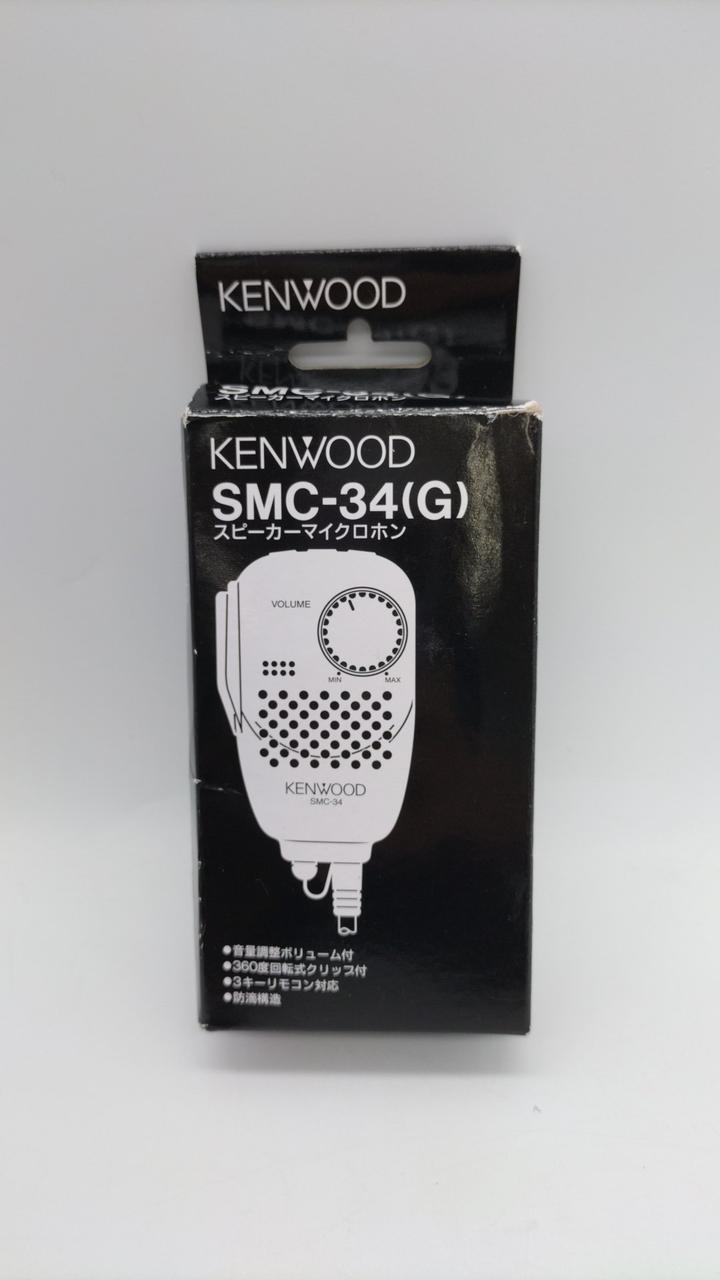 KENWOOD
SMC-34(G)
スピーカーマイクロホン
KENWOOD
SMC-34(G)
スピーカーマイクロホン
VOLUME
MIN MAX
KENWOOD
SMC-34
●音量調整ボリューム付
●360度回転式クリップ付
●3キーリモコン対応
●防滴構造